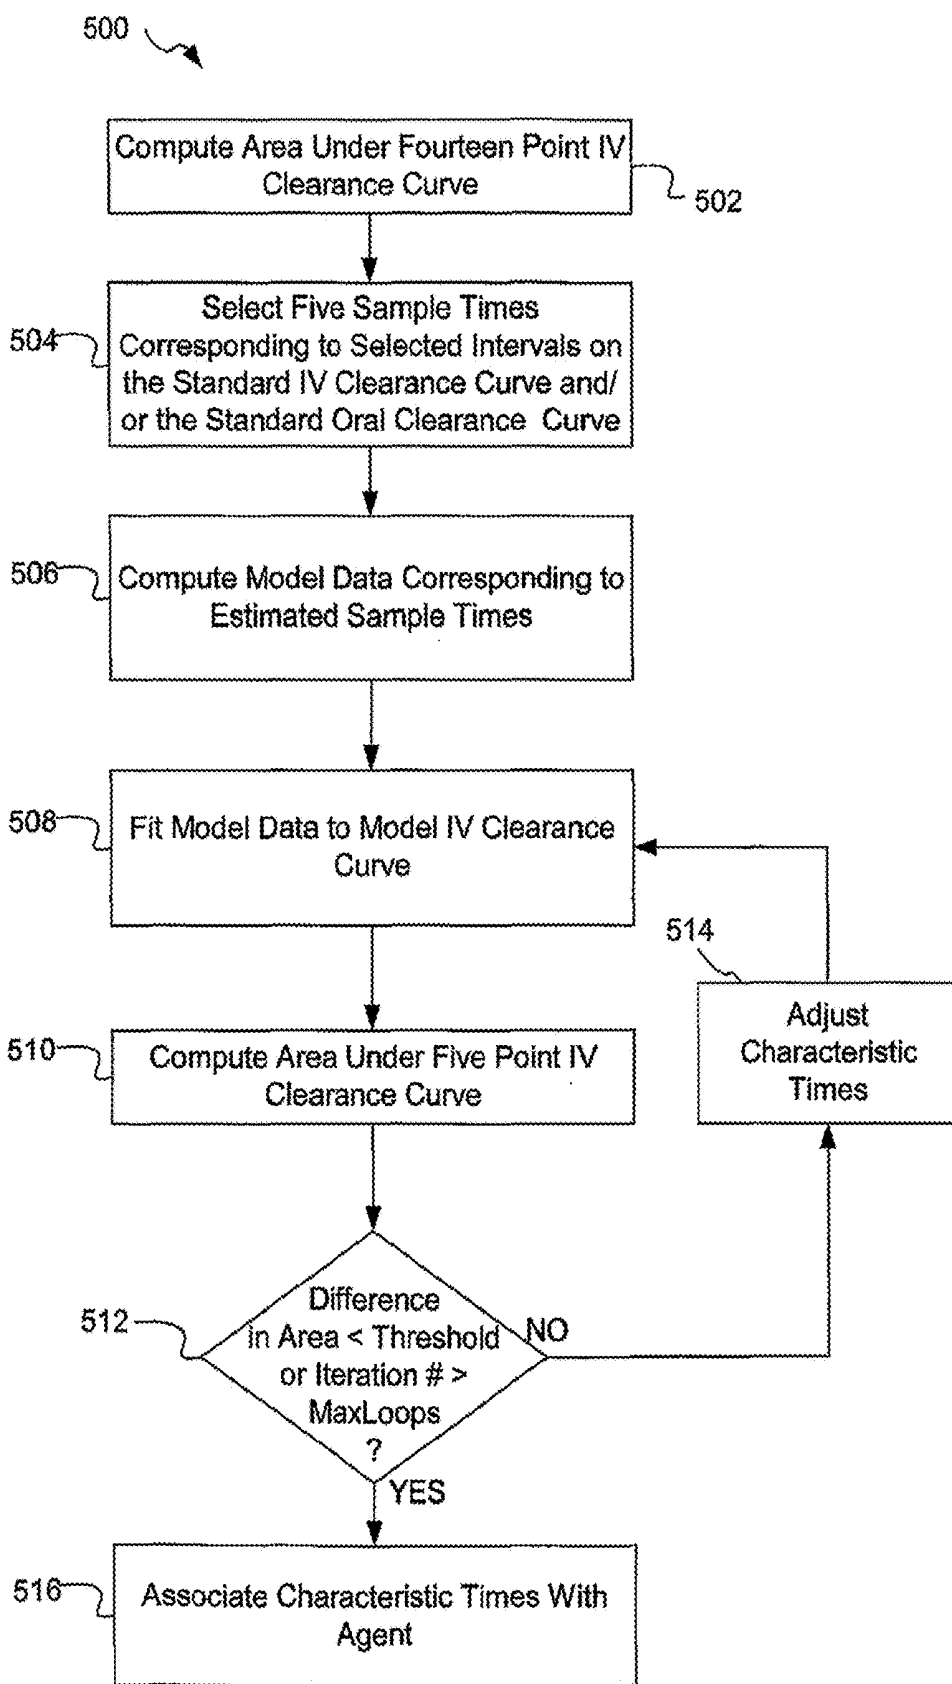 500
Compute Area Under Fourteen Point IV
Clearance Curve
502
Select Five Sample Times
Corresponding to Selected Intervals on
the Standard IV Clearance Curve and/
or the Standard Oral Clearance Curve
504
506
Compute Model Data Corresponding to
Estimated Sample Times
508
Fit Model Data to Model IV Clearance
Curve
514
Adjust
Characteristic
Times
510
Compute Area Under Five Point IV
Clearance Curve
512
Difference
in Area < Threshold
or Iteration # >
MaxLoops
?
NO
YES
516
Associate Characteristic Times With
Agent